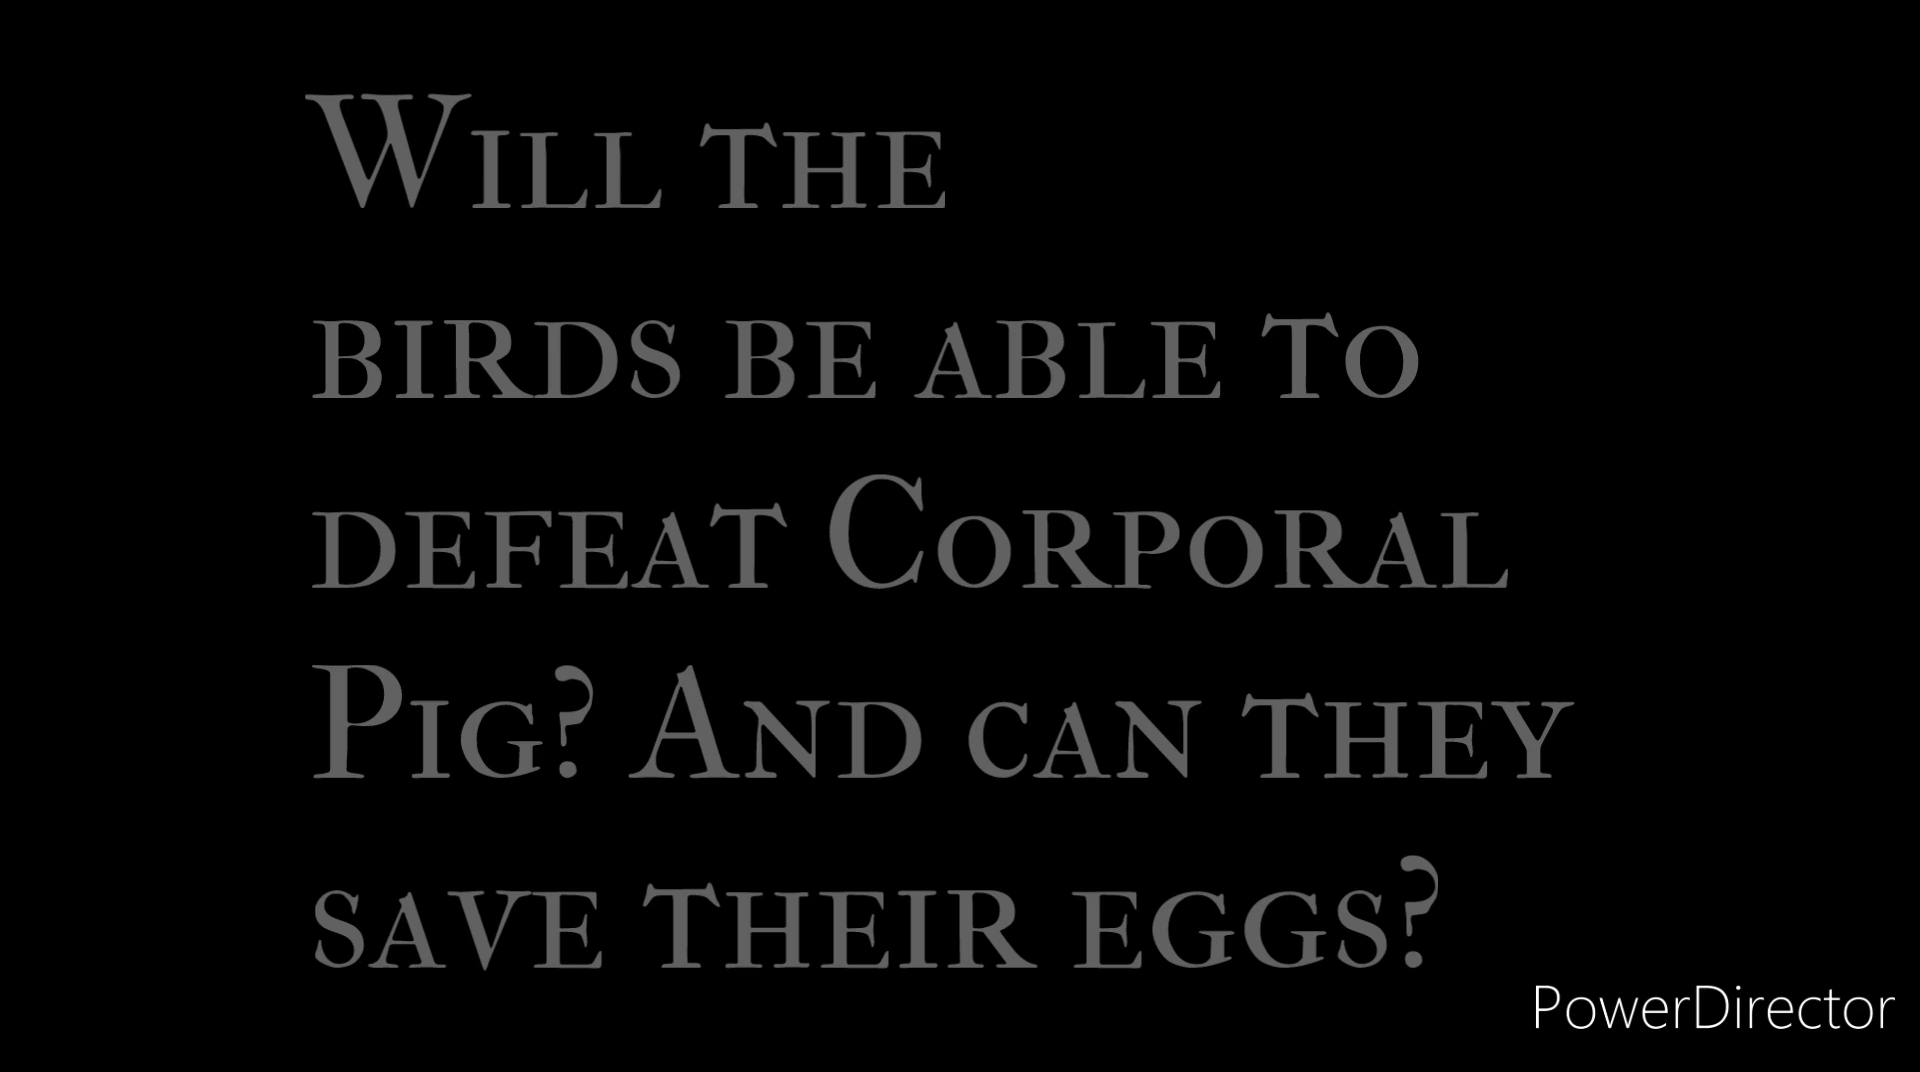 Will the
birds be able to
defeat Corporal
Pig? And can they
save their eggs?
PowerDirector